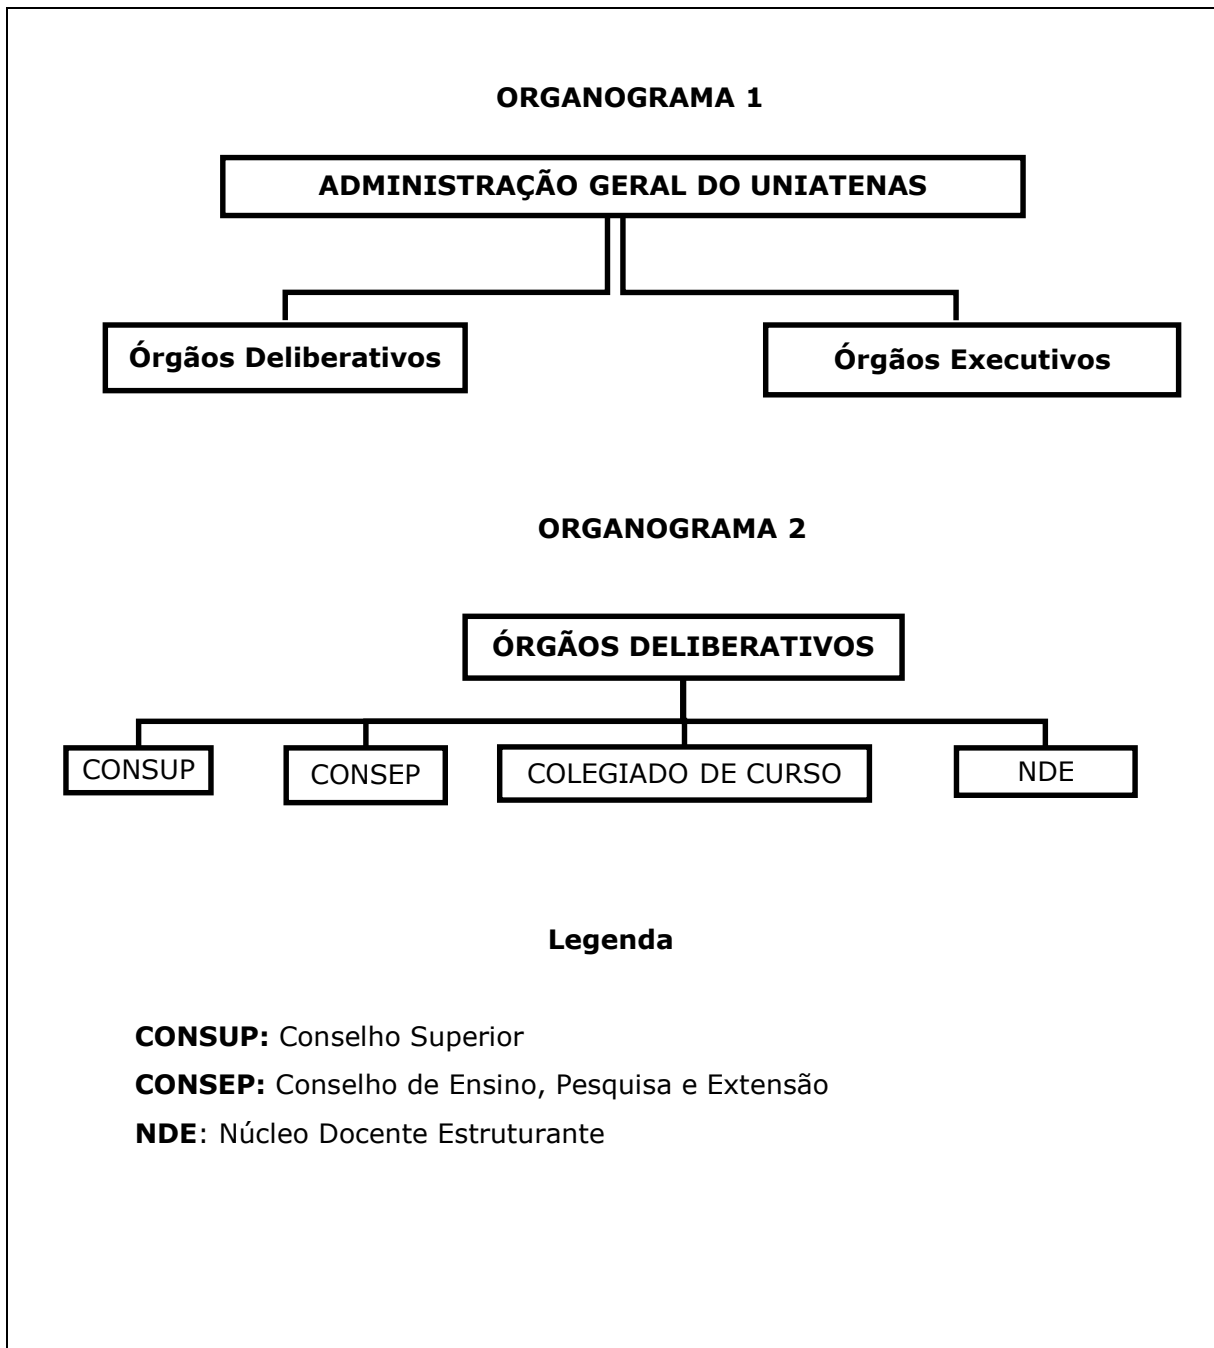 ORGANOGRAMA 1
ADMINISTRAÇÃO GERAL DO UNIATENAS
Órgãos Deliberativos
Órgãos Executivos
ORGANOGRAMA 2
ÓRGÃOS DELIBERATIVOS
CONSUP
CONSEP
COLEGIADO DE CURSO
NDE
Legenda
CONSUP: Conselho Superior
CONSEP: Conselho de Ensino, Pesquisa e Extensão
NDE: Núcleo Docente Estruturante